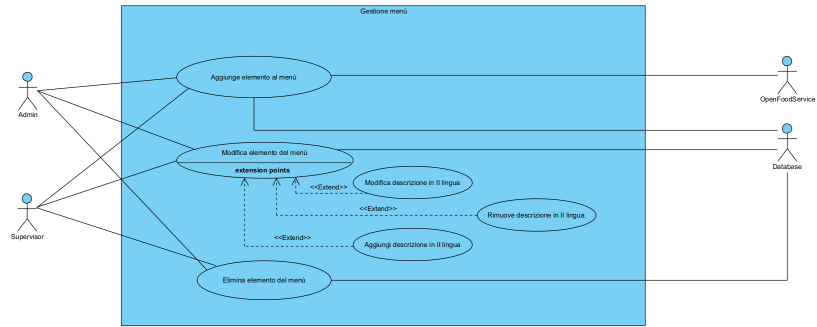 Gestione menù
Aggiunge elemento al menù
OpenFoodService
Admin
Modifica elemento del menù
extension points
Database
Modifica descrizione in II lingua
<<Extend>>
<<Extend>>
Rimuove descrizione in II lingua
Supervisor
<<Extend>>
Aggiungi descrizione in II lingua
Elimina elemento del menù